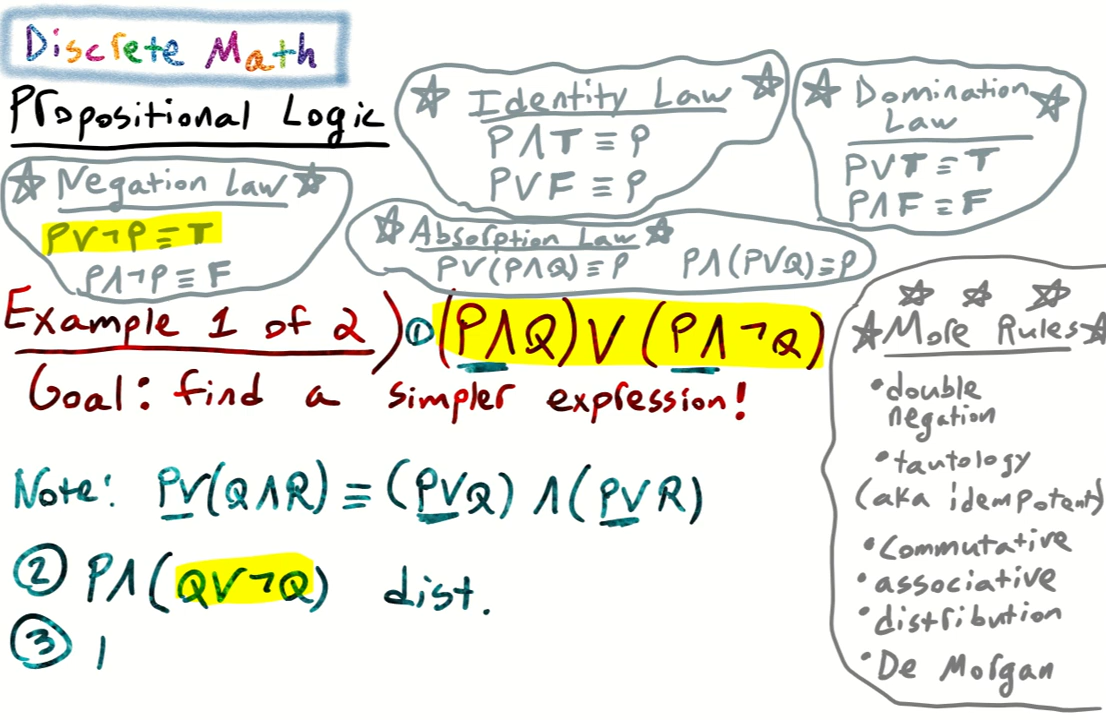 Discrete Math
Propositional Logic
☆ Identity Law ☆
P∧T ≡ P
P∨F ≡ P
☆ Domination ☆
Law
P∨T ≡ T
P∧F ≡ F
☆ Negation Law ☆
P∨¬P ≡ T
P∧¬P ≡ F
☆ Absorption Law ☆
P∨(P∧Q) ≡ P P∧(P∨Q) ≡ P
Example 1 of 2) ① (P∧Q) ∨ (P∧¬Q)
Goal: find a simpler expression!
Note: P∨(Q∧R) ≡ (P∨Q) ∧ (P∨R)
② P∧(Q∨¬Q) dist.
③ |
☆ ☆ ☆
☆ More Rules ☆
• double
negation
• tautology
(aka idempotent)
• Commutative
• associative
• distribution
• De Morgan